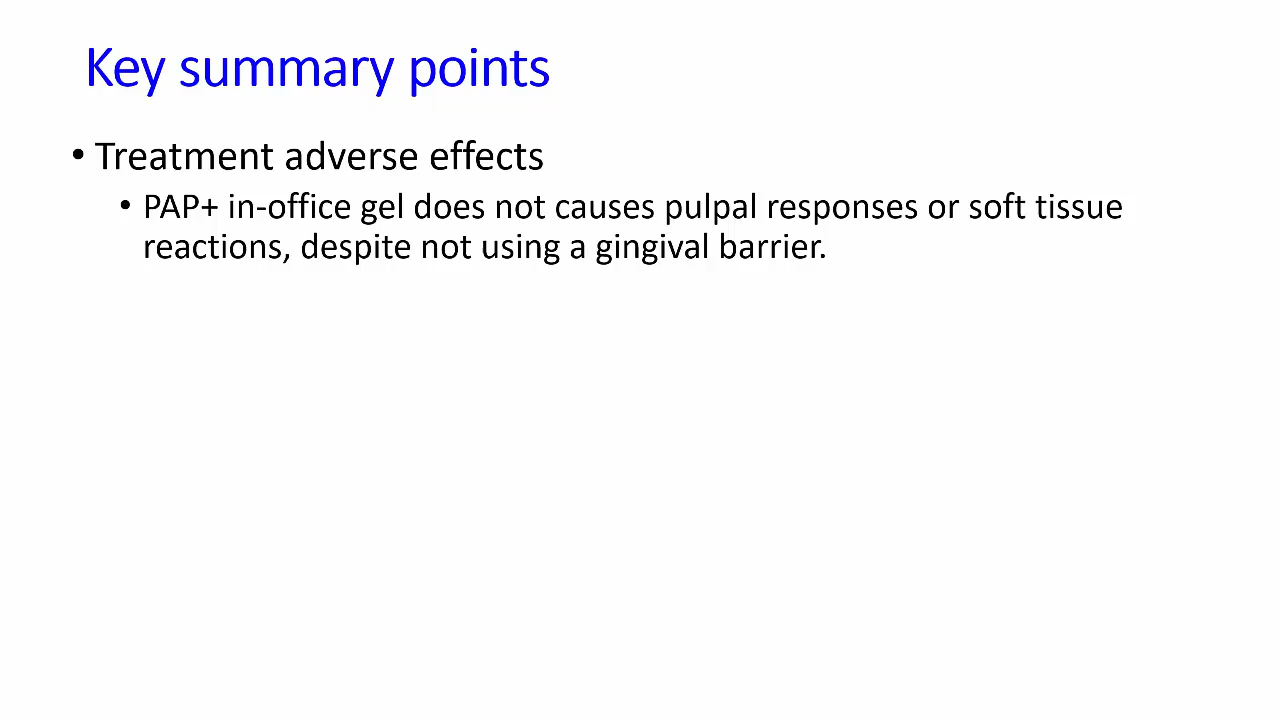 Key summary points
• Treatment adverse effects
• PAP+ in-office gel does not causes pulpal responses or soft tissue
reactions, despite not using a gingival barrier.